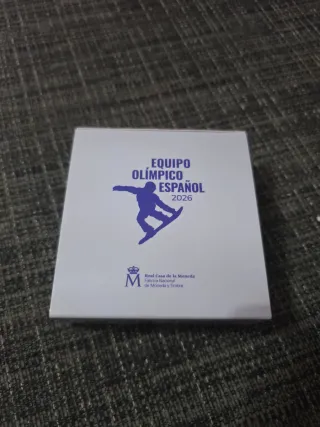 EQUIPO
OLÍMPICO
ESPAÑOL
2026
M
Real Casa de la Moneda
Fábrica Nacional
de Moneda y Timbre